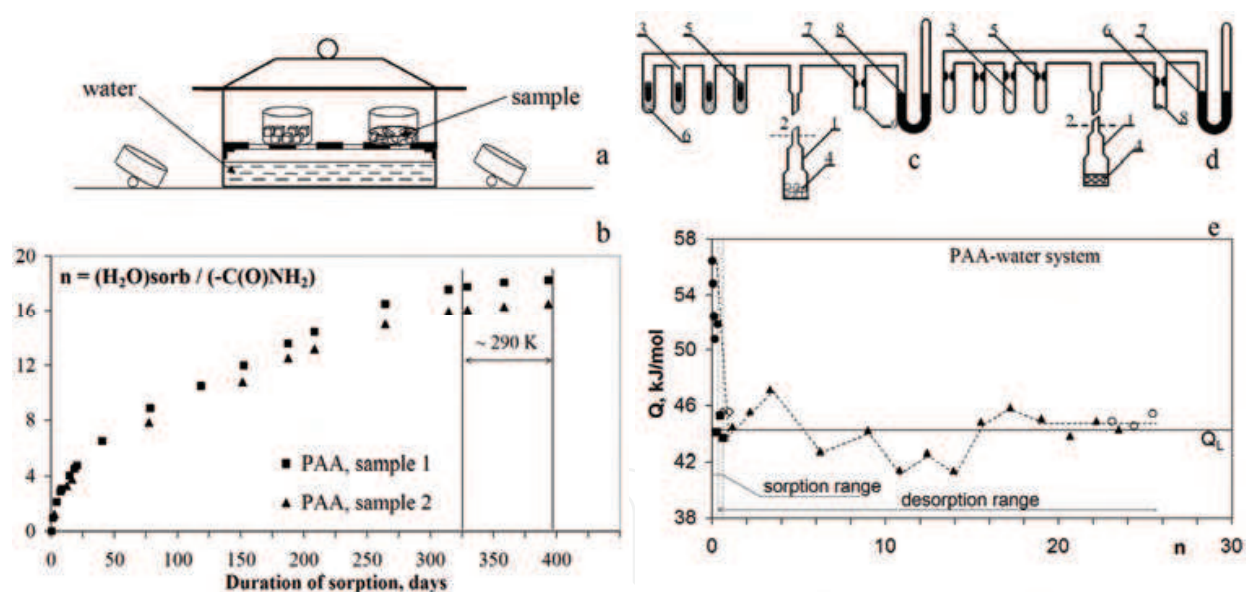 water
sample
a
3
5
7
8
6
2
1
4
9
c
3
5
6
7
2
1
4
8
d
b
n = (H₂O)sorb / (-C(O)NH₂)
20
16
12
8
4
0
~ 290 K
PAA, sample 1
PAA, sample 2
0 50 100 150 200 250 300 350 400
Duration of sorption, days
e
PAA-water system
Q, kJ/mol
58
54
50
46
42
38
Q_L
sorption range
desorption range
0 10 20 n 30